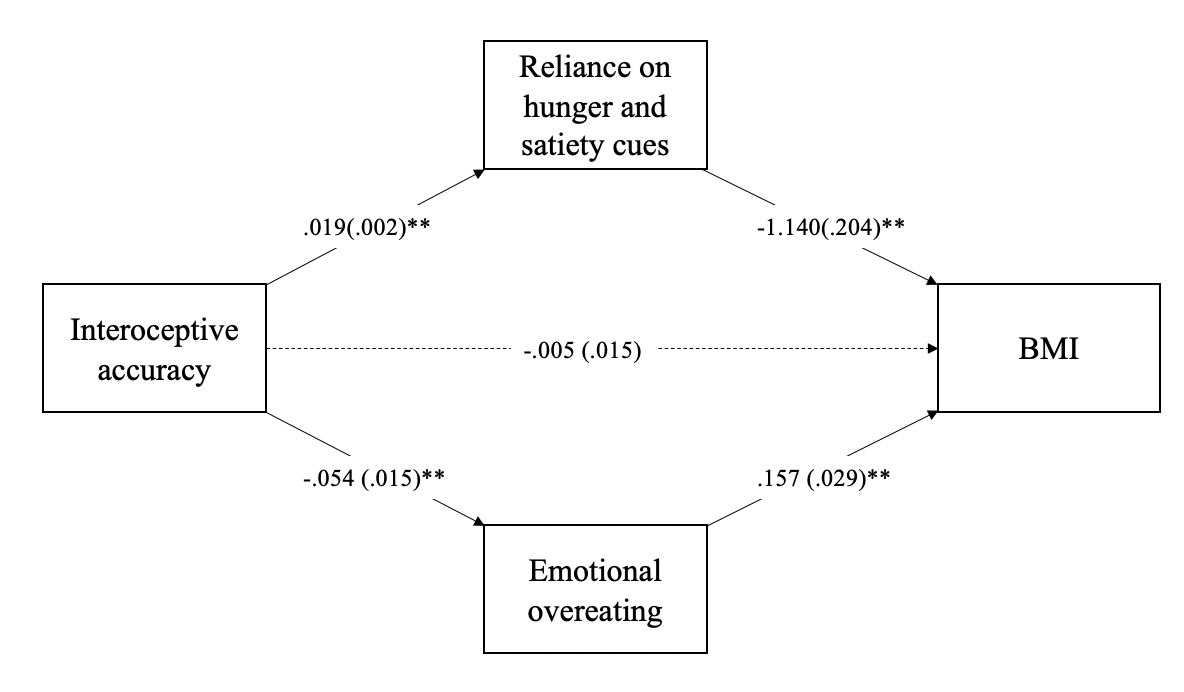 Reliance on
hunger and
satiety cues
.019(.002)**
-1.140(.204)**
Interoceptive
accuracy
-.005 (.015)
BMI
-.054 (.015)**
.157 (.029)**
Emotional
overeating